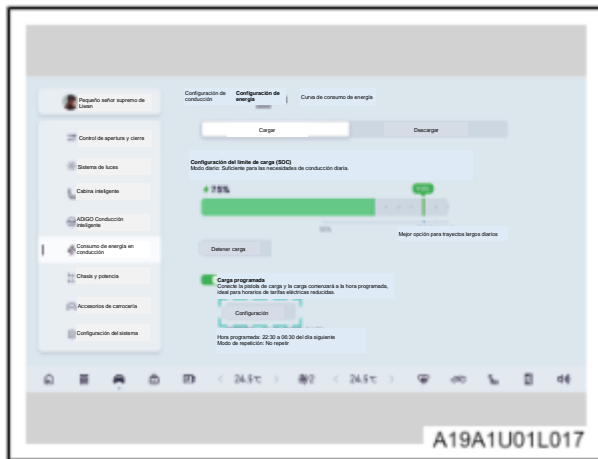 Pequeño señor supremo de
Liwan
Configuración de
conducción
Configuración de
energía
Curva de consumo de energía
Control de apertura y cierre
Sistema de luces
Cabina inteligente
ADIGO Conducción
inteligente
Consumo de energía en
conducción
Chasis y potencia
Accesorios de carrocería
Configuración del sistema
Cargar
Descargar
Configuración del límite de carga (SOC)
Modo diario: Suficiente para las necesidades de conducción diaria.
75%
Mejor opción para trayectos largos diarios
Detener carga
Carga programada
Conecte la pistola de carga y la carga comenzará a la hora programada,
ideal para horarios de tarifas eléctricas reducidas.
Configuración
Hora programada: 22:30 a 06:30 del día siguiente
Modo de repetición: No repetir
24.5℃
2
24.5℃
A19A1U01L017